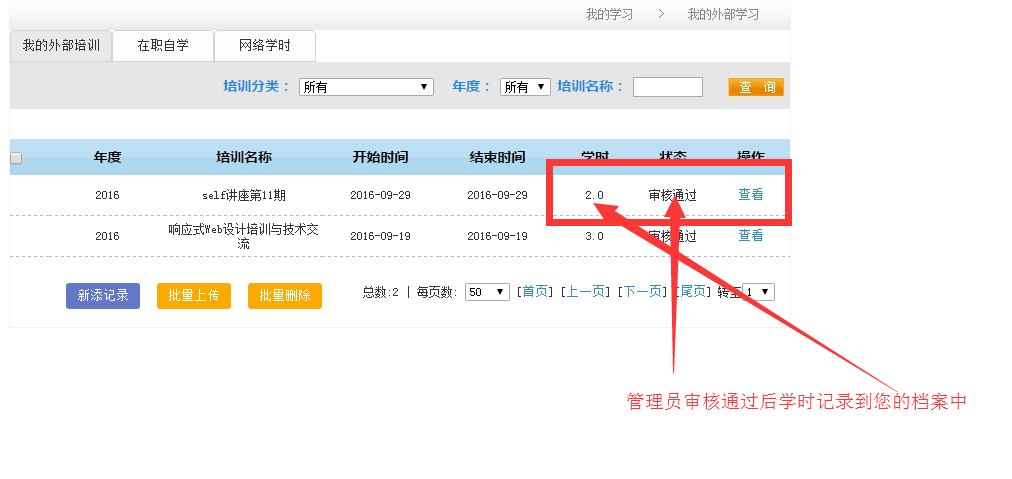 我的学习 > 我的外部学习
我的外部培训 在职自学 网络学时
培训分类： 所有 年度： 所有 培训名称： 查 询
年度 培训名称 开始时间 结束时间 学时 状态 操作
2016 self讲座第11期 2016-09-29 2016-09-29 2.0 审核通过 查看
2016 响应式Web设计培训与技术交流 2016-09-19 2016-09-19 3.0 审核通过 查看
新添记录 批量上传 批量删除 总数:2 | 每页数: 50 [首页] [上一页] [下一页] [尾页] 转至 1
管理员审核通过后学时记录到您的档案中